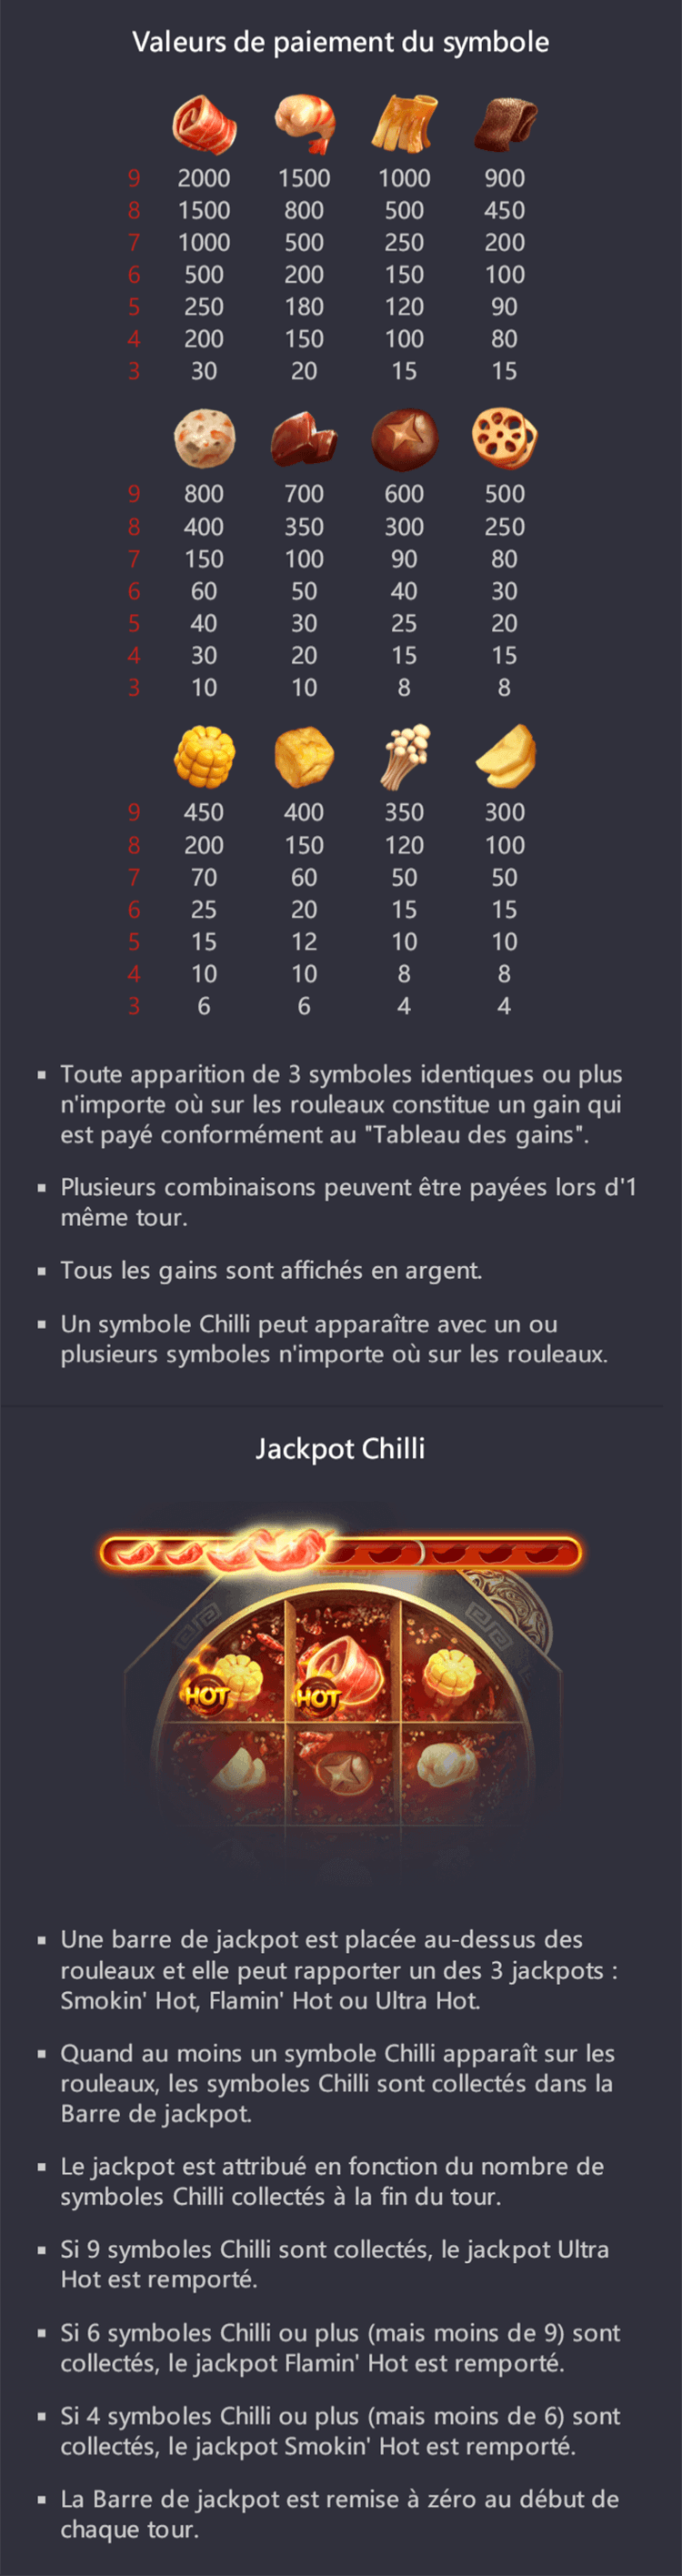 Valeurs de paiement du symbole
9 2000 1500 1000 900
8 1500 800 500 450
7 1000 500 250 200
6 500 200 150 100
5 250 180 120 90
4 200 150 100 80
3 30 20 15 15
9 800 700 600 500
8 400 350 300 250
7 150 100 90 80
6 60 50 40 30
5 40 30 25 20
4 30 20 15 15
3 10 10 8 8
9 450 400 350 300
8 200 150 120 100
7 70 60 50 50
6 25 20 15 15
5 15 12 10 10
4 10 10 8 8
3 6 6 4 4
▪ Toute apparition de 3 symboles identiques ou plus
n'importe où sur les rouleaux constitue un gain qui
est payé conformément au "Tableau des gains".
▪ Plusieurs combinaisons peuvent être payées lors d'1
même tour.
▪ Tous les gains sont affichés en argent.
▪ Un symbole Chilli peut apparaître avec un ou
plusieurs symboles n'importe où sur les rouleaux.
Jackpot Chilli
HOT HOT
▪ Une barre de jackpot est placée au-dessus des
rouleaux et elle peut rapporter un des 3 jackpots :
Smokin' Hot, Flamin' Hot ou Ultra Hot.
▪ Quand au moins un symbole Chilli apparaît sur les
rouleaux, les symboles Chilli sont collectés dans la
Barre de jackpot.
▪ Le jackpot est attribué en fonction du nombre de
symboles Chilli collectés à la fin du tour.
▪ Si 9 symboles Chilli sont collectés, le jackpot Ultra
Hot est remporté.
▪ Si 6 symboles Chilli ou plus (mais moins de 9) sont
collectés, le jackpot Flamin' Hot est remporté.
▪ Si 4 symboles Chilli ou plus (mais moins de 6) sont
collectés, le jackpot Smokin' Hot est remporté.
▪ La Barre de jackpot est remise à zéro au début de
chaque tour.